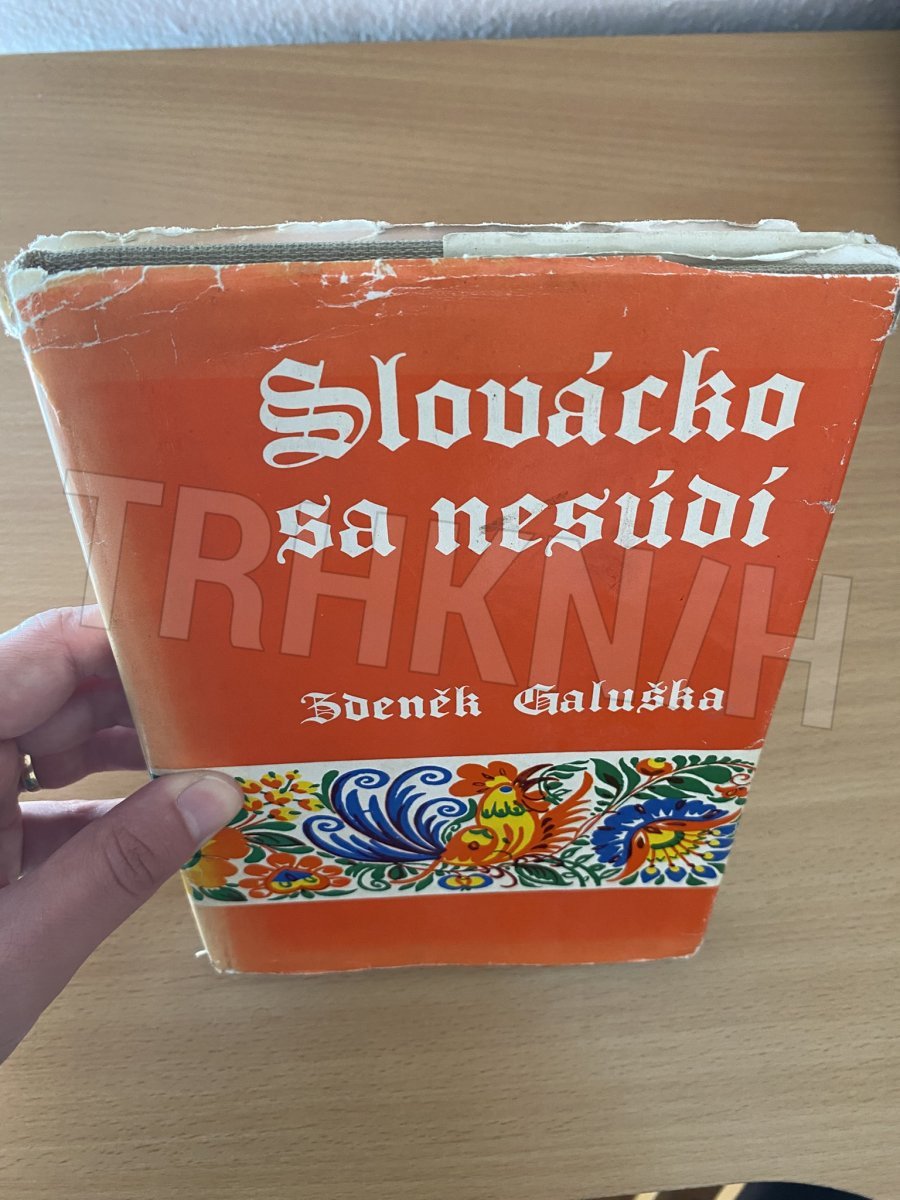 Slovácko
sa nesúdí
TRHKNIH
Zdeněk Galuška